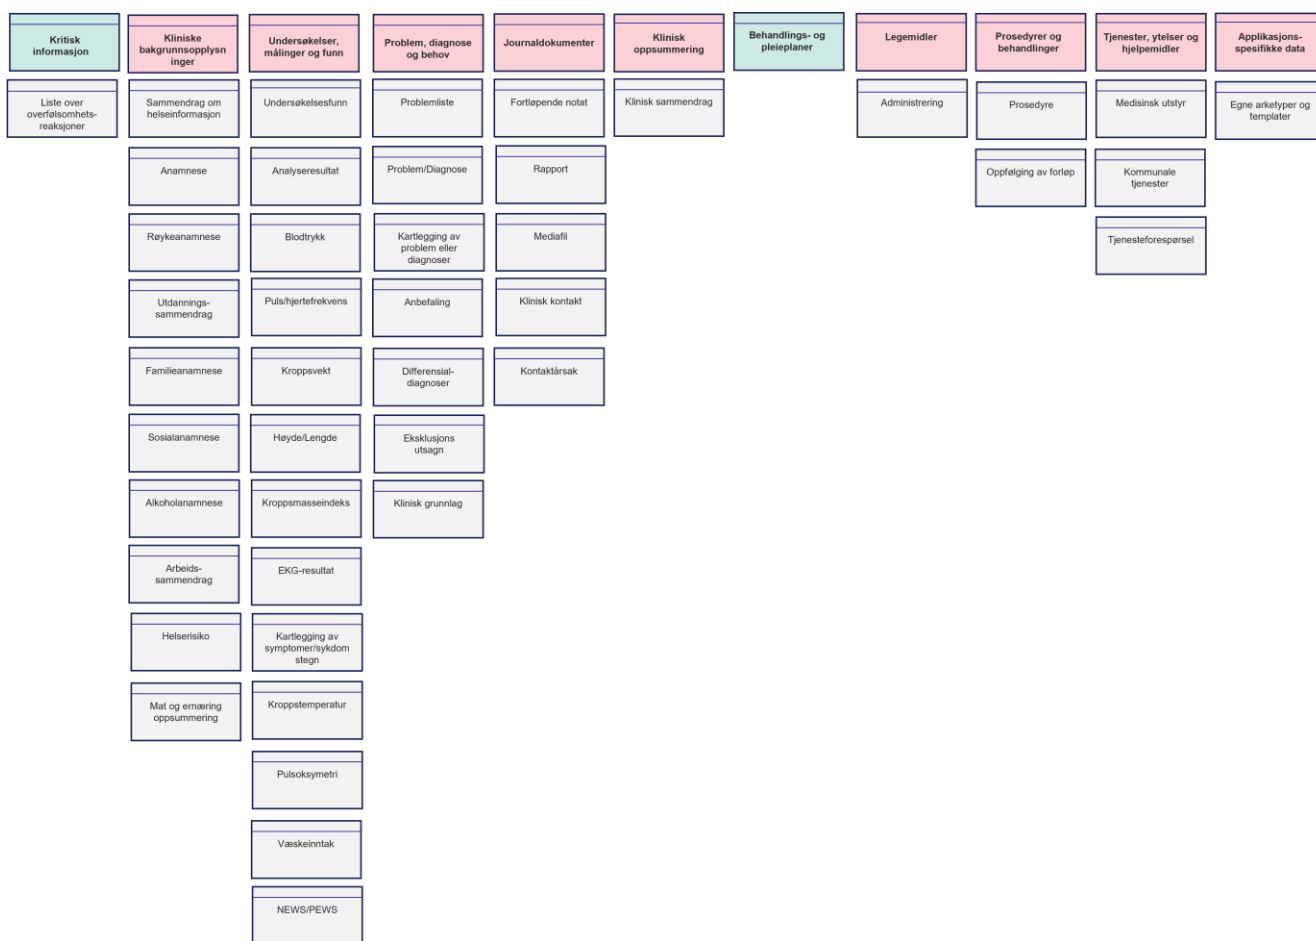 Kritisk
informasjon
Kliniske
bakgrunnsopplysn
inger
Undersøkelser,
målinger og funn
Problem, diagnose
og behov
Journaldokumenter
Klinisk
oppsummering
Behandlings- og
pleieplaner
Legemidler
Prosedyrer og
behandlinger
Tjenester, ytelser og
hjelpemidler
Applikasjons-
spesifikke data
Liste over
overfølsomhets-
reaksjoner
Sammendrag om
helseinformasjon
Undersøkelsesfunn
Problemliste
Fortløpende notat
Klinisk sammendrag
Administrering
Prosedyre
Medisinsk utstyr
Egne arketyper og
templater
Anamnese
Analyseresultat
Problem/Diagnose
Rapport
Oppfølging av forløp
Kommunale
tjenester
Røykeanamnese
Blodtrykk
Kartlegging av
problem eller
diagnoser
Mediafil
Tjenesteforespørsel
Utdannings-
sammendrag
Puls/hjertefrekvens
Anbefaling
Klinisk kontakt
Familieanamnese
Kroppsvekt
Differensial-
diagnoser
Kontaktårsak
Sosialanamnese
Høyde/Lengde
Eksklusjons
utsagn
Alkoholanamnese
Kroppsmasseindeks
Klinisk grunnlag
Arbeids-
sammendrag
EKG-resultat
Helserisiko
Kartlegging av
symptomer/sykdom
stegn
Mat og ernæring
oppsummering
Kroppstemperatur
Pulsoksymetri
Væskeinntak
NEWS/PEWS